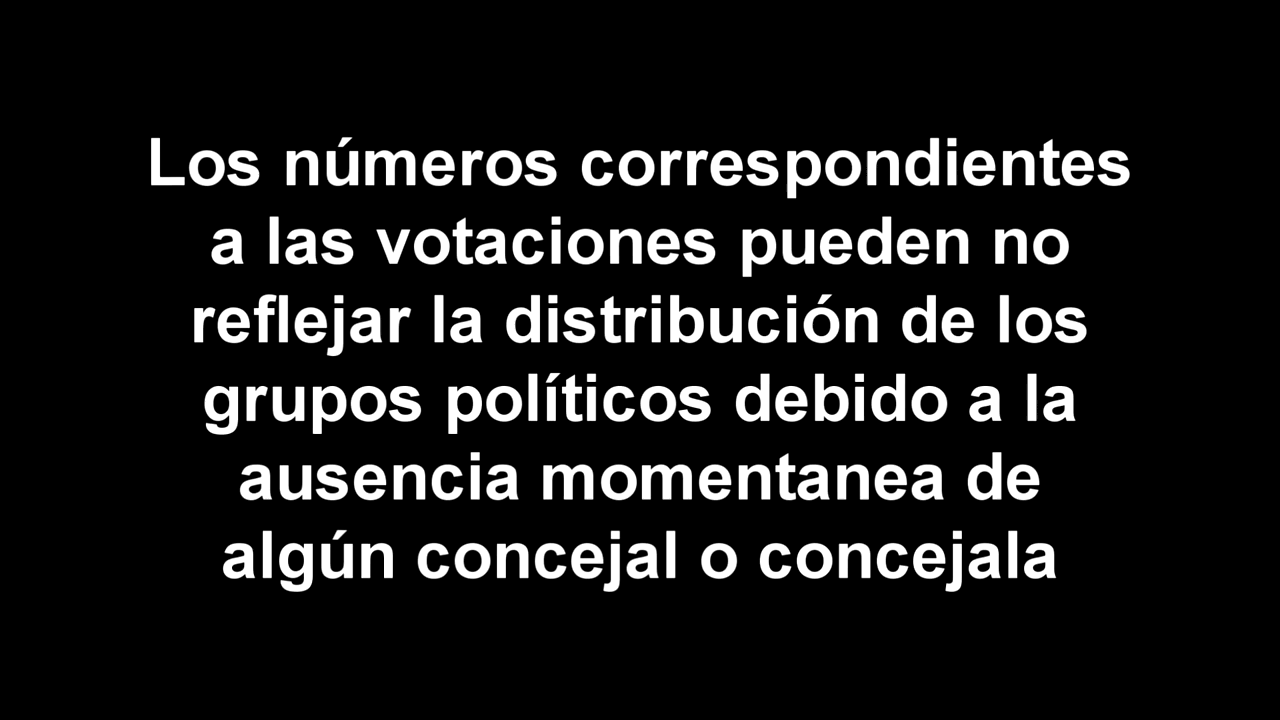 Los números correspondientes
a las votaciones pueden no
reflejar la distribución de los
grupos políticos debido a la
ausencia momentanea de
algún concejal o concejala